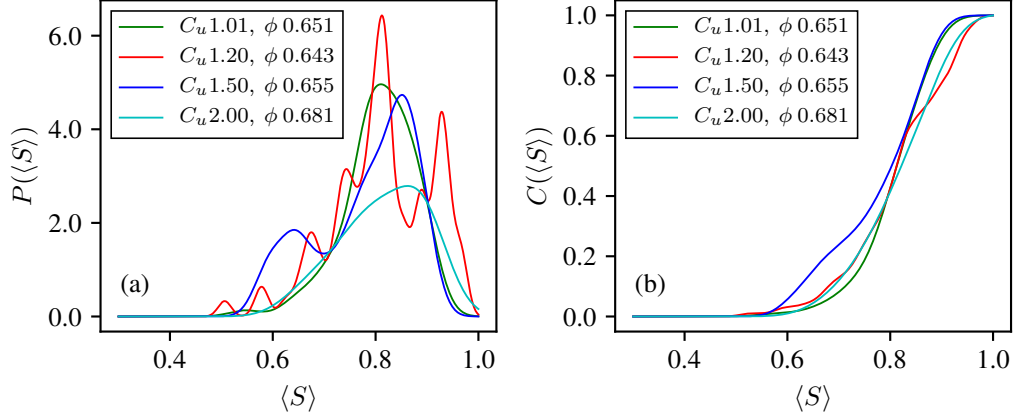 6.0
4.0
2.0
0.0
P(⟨S⟩)
C_u 1.01, ϕ 0.651
C_u 1.20, ϕ 0.643
C_u 1.50, ϕ 0.655
C_u 2.00, ϕ 0.681
(a)
0.4 0.6 0.8 1.0
⟨S⟩
1.0
0.8
0.6
0.4
0.2
0.0
C(⟨S⟩)
C_u 1.01, ϕ 0.651
C_u 1.20, ϕ 0.643
C_u 1.50, ϕ 0.655
C_u 2.00, ϕ 0.681
(b)
0.4 0.6 0.8 1.0
⟨S⟩